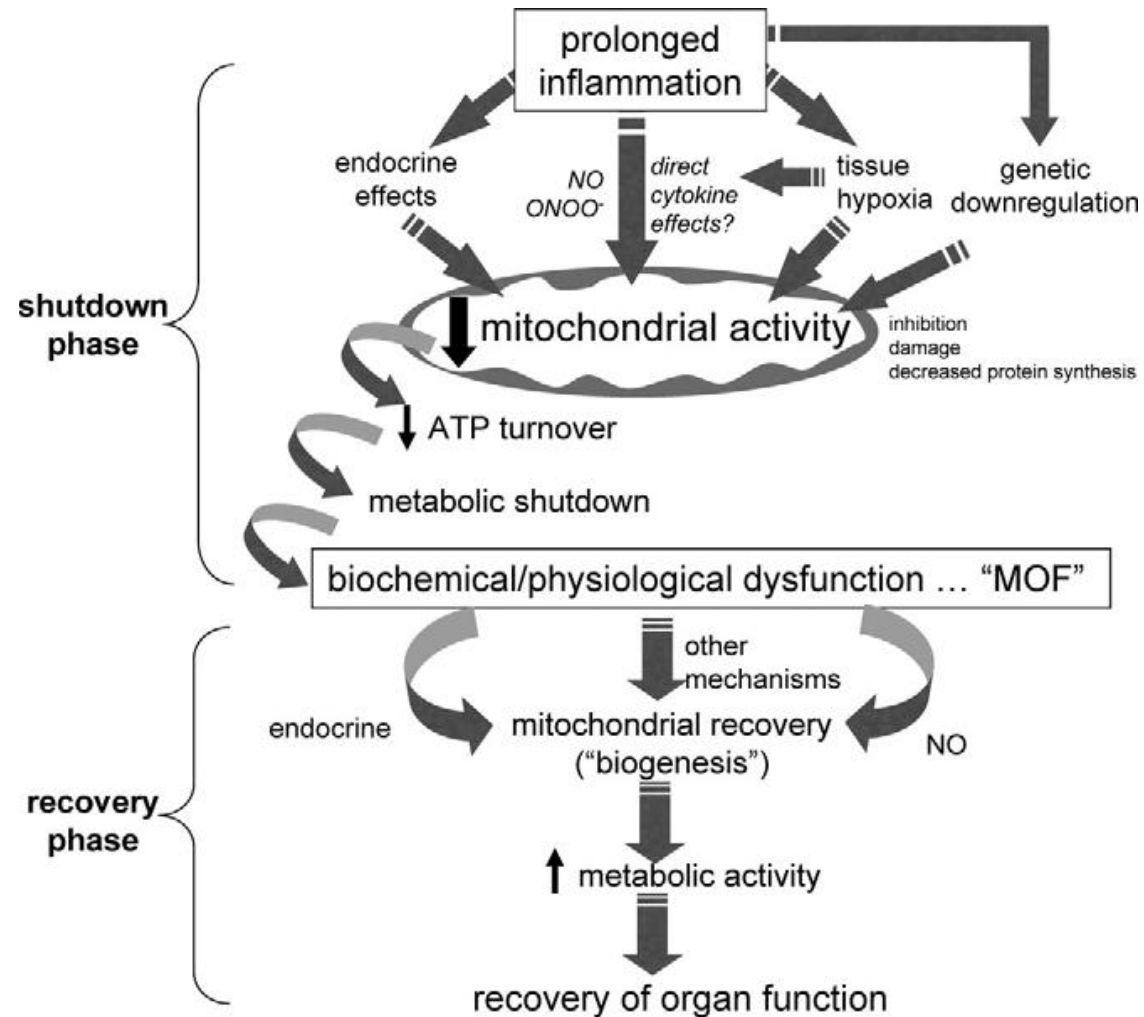 prolonged
inflammation
endocrine
effects
NO
ONOO-
direct
cytokine
effects?
tissue
hypoxia
genetic
downregulation
shutdown
phase
mitochondrial activity
inhibition
damage
decreased protein synthesis
ATP turnover
metabolic shutdown
biochemical/physiological dysfunction … “MOF”
other
mechanisms
endocrine
mitochondrial recovery
(“biogenesis”)
NO
recovery
phase
metabolic activity
recovery of organ function